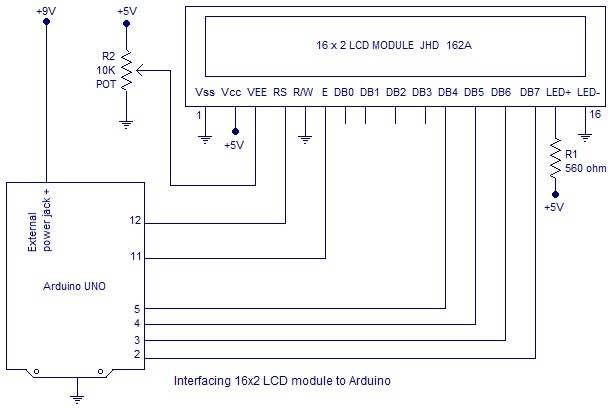 +9V
+5V
R2
10K
POT
16 x 2 LCD MODULE JHD 162A
Vss Vcc VEE RS R/W E DB0 DB1 DB2 DB3 DB4 DB5 DB6 DB7 LED+ LED-
1
16
+5V
R1
560 ohm
+5V
External
power jack +
12
11
Arduino UNO
5
4
3
2
Interfacing 16x2 LCD module to Arduino